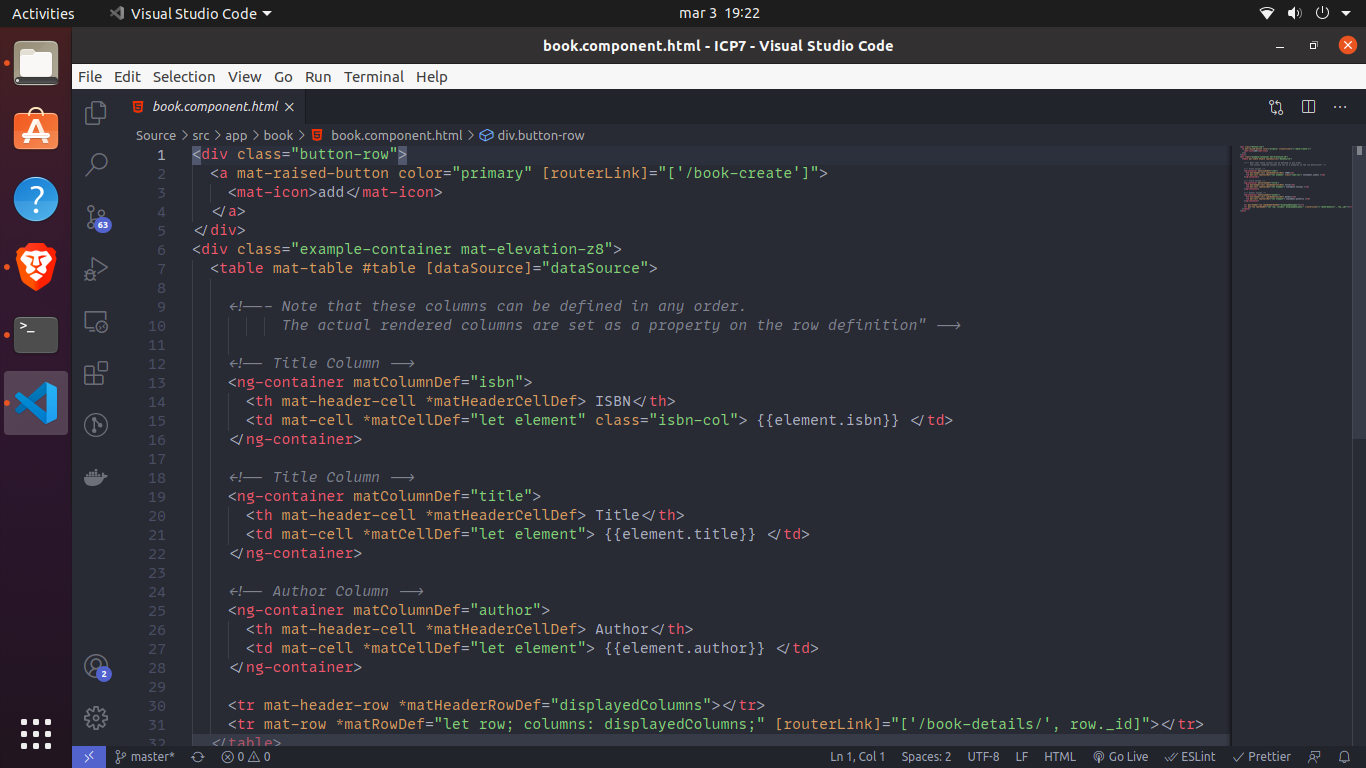 Activities
Visual Studio Code
mar 3 19:22
book.component.html - ICP7 - Visual Studio Code
File Edit Selection View Go Run Terminal Help
book.component.html
Source > src > app > book > book.component.html > div.button-row
1 <div class="button-row">
2 <a mat-raised-button color="primary" [routerLink]="['/book-create']">
3 <mat-icon>add</mat-icon>
4 </a>
5 </div>
6 <div class="example-container mat-elevation-z8">
7 <table mat-table #table [dataSource]="dataSource">
8
9 <!--- Note that these columns can be defined in any order.
10 The actual rendered columns are set as a property on the row definition" -->
11
12 <!-- Title Column -->
13 <ng-container matColumnDef="isbn">
14 <th mat-header-cell *matHeaderCellDef> ISBN</th>
15 <td mat-cell *matCellDef="let element" class="isbn-col"> {{element.isbn}} </td>
16 </ng-container>
17
18 <!-- Title Column -->
19 <ng-container matColumnDef="title">
20 <th mat-header-cell *matHeaderCellDef> Title</th>
21 <td mat-cell *matCellDef="let element"> {{element.title}} </td>
22 </ng-container>
23
24 <!-- Author Column -->
25 <ng-container matColumnDef="author">
26 <th mat-header-cell *matHeaderCellDef> Author</th>
27 <td mat-cell *matCellDef="let element"> {{element.author}} </td>
28 </ng-container>
29
30 <tr mat-header-row *matHeaderRowDef="displayedColumns"></tr>
31 <tr mat-row *matRowDef="let row; columns: displayedColumns;" [routerLink]="['/book-details/', row._id]"></tr>
32 </table>
63
2
master* 0 0
Ln 1, Col 1 Spaces: 2 UTF-8 LF HTML Go Live ESLint Prettier